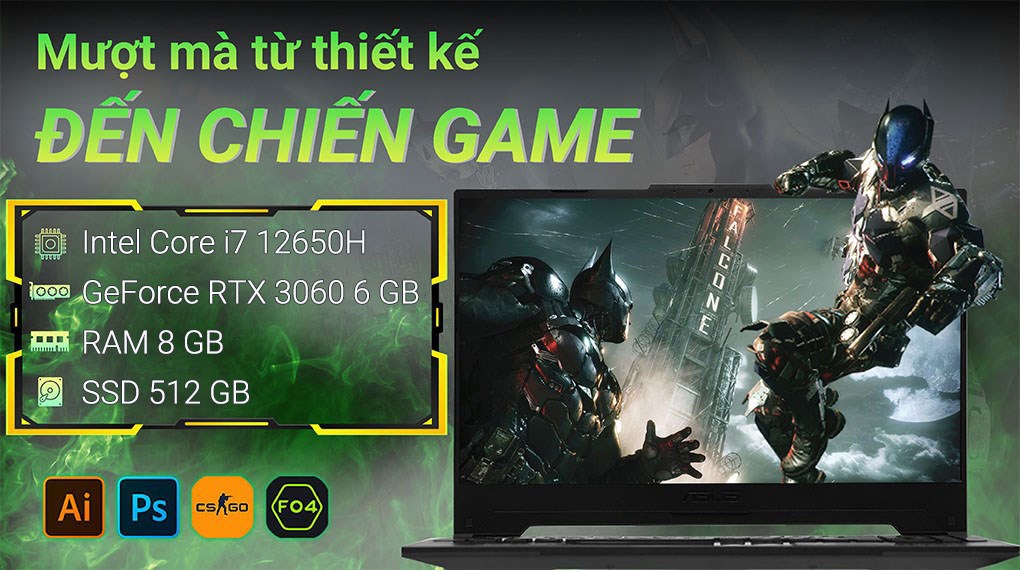 Mượt mà từ thiết kế
ĐẾN CHIẾN GAME
Intel Core i7 12650H
GeForce RTX 3060 6 GB
RAM 8 GB
SSD 512 GB
Ai
Ps
CS GO
FO4
FALCONE
ASUS